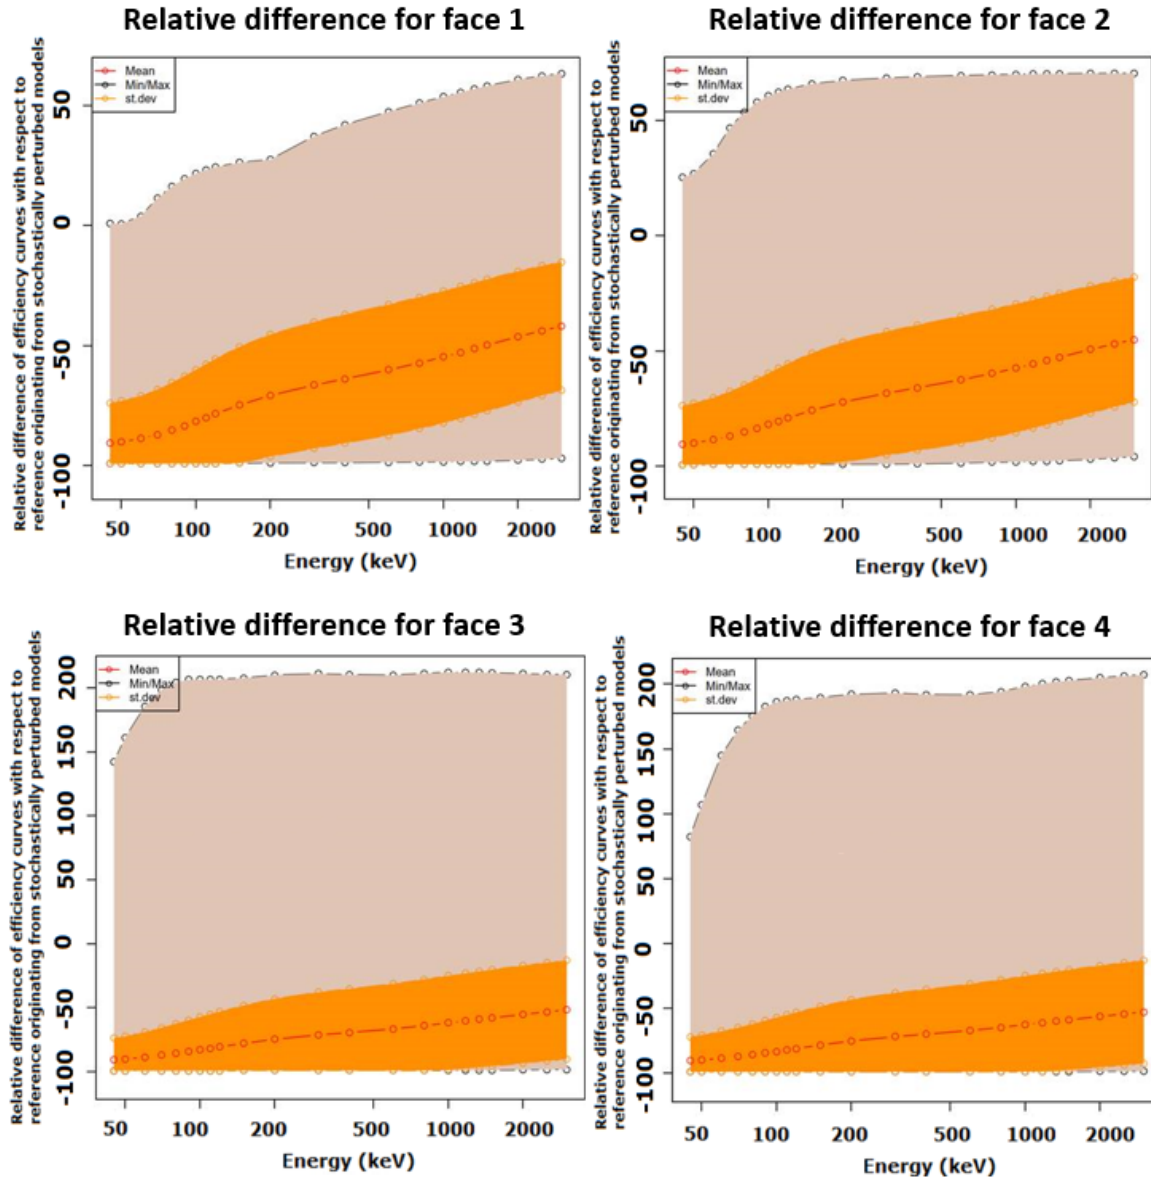 Relative difference for face 1
Relative difference of efficiency curves with respect to
reference originating from stochastically perturbed models
Mean
Min/Max
st.dev
50
0
-50
-100
50 100 200 500 1000 2000
Energy (keV)
Relative difference for face 2
Relative difference of efficiency curves with respect to
reference originating from stochastically perturbed models
Mean
Min/Max
st.dev
50
0
-50
-100
50 100 200 500 1000 2000
Energy (keV)
Relative difference for face 3
Relative difference of efficiency curves with respect to
reference originating from stochastically perturbed models
Mean
Min/Max
st.dev
200
150
100
50
0
-50
-100
50 100 200 500 1000 2000
Energy (keV)
Relative difference for face 4
Relative difference of efficiency curves with respect to
reference originating from stochastically perturbed models
Mean
Min/Max
st.dev
200
150
100
50
0
-50
-100
50 100 200 500 1000 2000
Energy (keV)